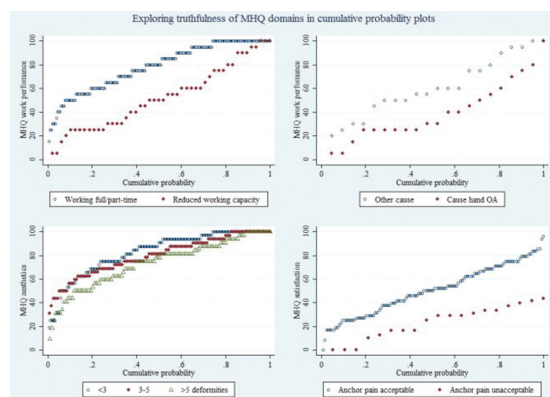 Exploring truthfulness of MHQ domains in cumulative probability plots
MHQ work performance
100
80
60
40
20
0
0 .2 .4 .6 .8 1
Cumulative probability
Working full/part-time Reduced working capacity
MHQ work performance
100
80
60
40
20
0
0 .2 .4 .6 .8 1
Cumulative probability
Other cause Cause hand OA
MHQ aesthetics
100
80
60
40
20
0
0 .2 .4 .6 .8 1
Cumulative probability
<3 3-5 >5 deformities
MHQ satisfaction
100
80
60
40
20
0
0 .2 .4 .6 .8 1
Cumulative probability
Anchor pain acceptable Anchor pain unacceptable